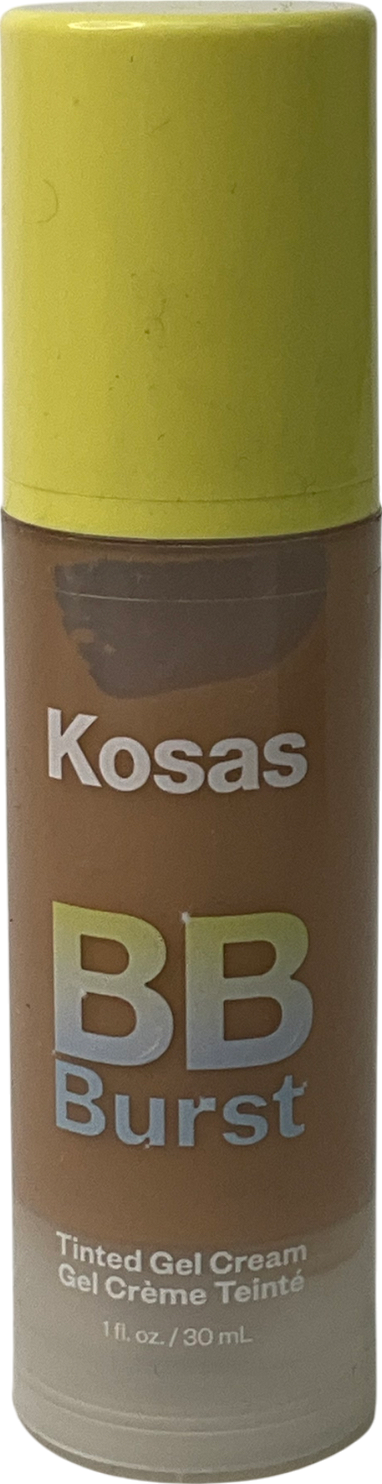 Kosas
BB
Burst
Tinted Gel Cream
Gel Crème Teinté
1 fl. oz. / 30 mL